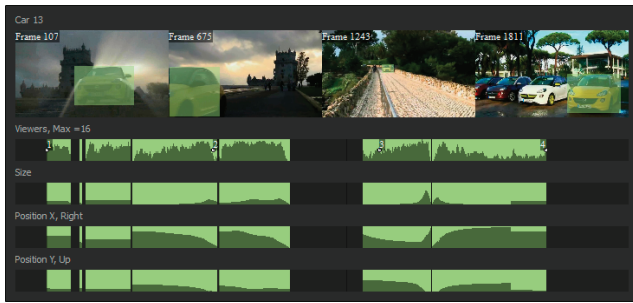 Car 13
Frame 107 Frame 675 Frame 1243 Frame 1811
Viewers, Max =16
1 2 3 4
Size
Position X, Right
Position Y, Up